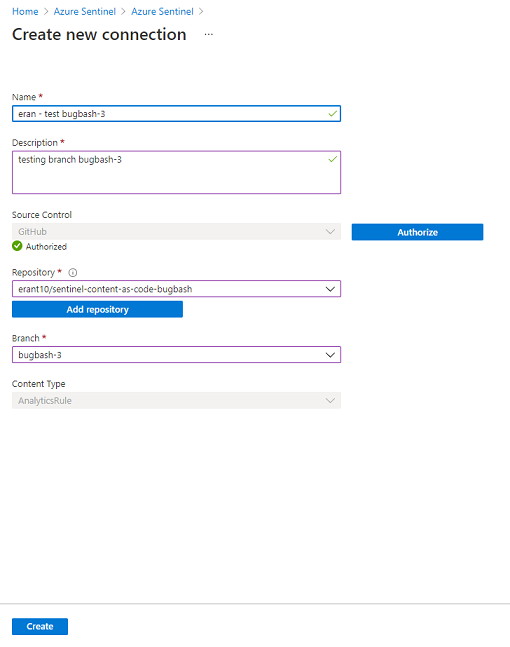 Home > Azure Sentinel > Azure Sentinel >
Create new connection ...
Name *
eran - test bugbash-3
Description *
testing branch bugbash-3
Source Control
GitHub
Authorize
Authorized
Repository *
erant10/sentinel-content-as-code-bugbash
Add repository
Branch *
bugbash-3
Content Type
AnalyticsRule
Create